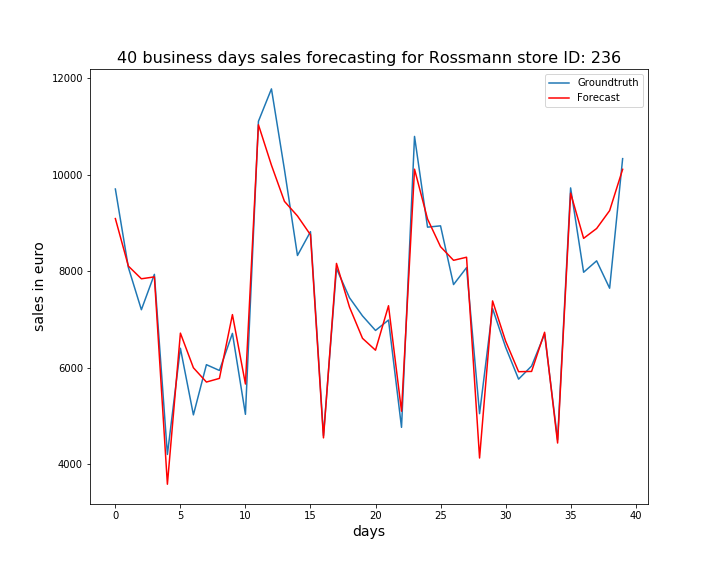 40 business days sales forecasting for Rossmann store ID: 236
Groundtruth
Forecast
12000
10000
8000
6000
4000
sales in euro
0 5 10 15 20 25 30 35 40
days